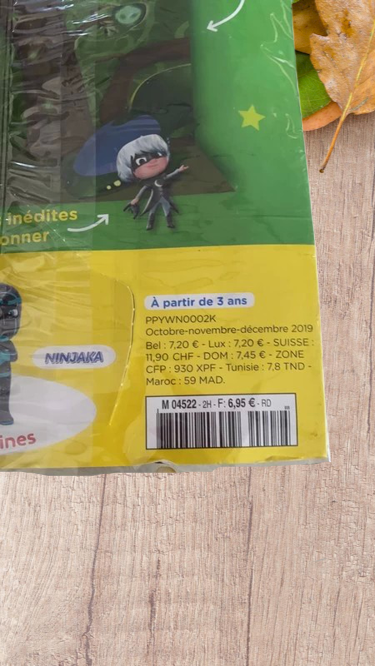 inédites
onner
À partir de 3 ans
PPYWN0002K
Octobre-novembre-décembre 2019
Bel : 7,20 € - Lux : 7,20 € - SUISSE :
11,90 CHF - DOM : 7,45 € - ZONE
CFP : 930 XPF - Tunisie : 7,8 TND -
Maroc : 59 MAD.
NINJAKA
ines
M 04522 - 2H - F: 6,95 € - RD